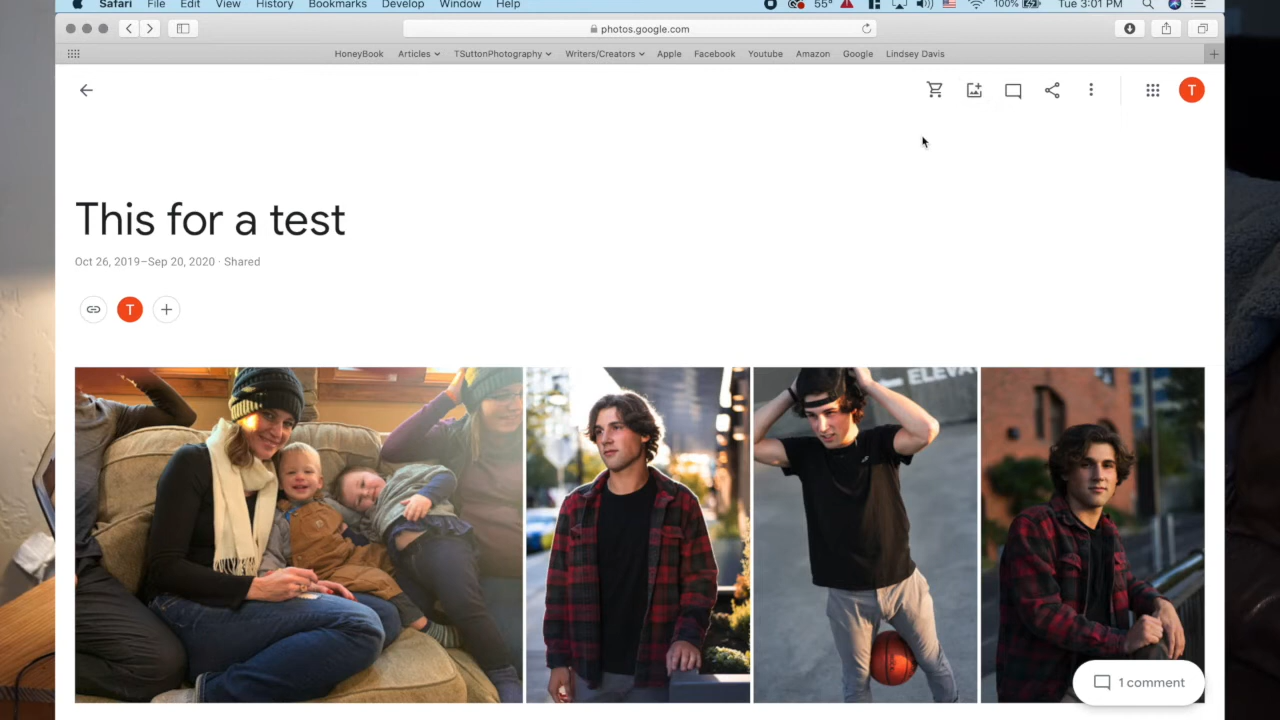 Safari File Edit View History Bookmarks Develop Window Help 55° 100% Tue 3:01 PM
photos.google.com
HoneyBook Articles TSuttonPhotography Writers/Creators Apple Facebook Youtube Amazon Google Lindsey Davis
T
This for a test
Oct 26, 2019–Sep 20, 2020 · Shared
T
ELEVA
1 comment